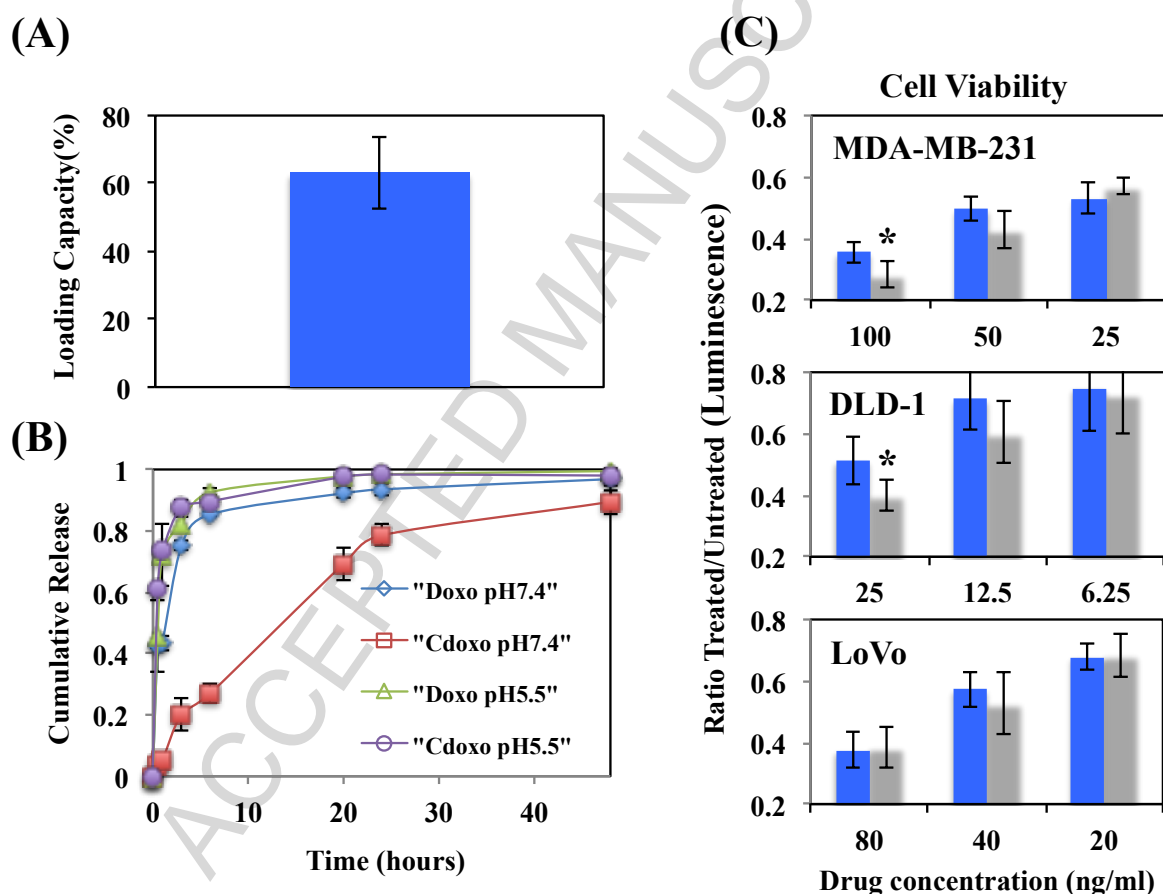 (A)
Loading Capacity(%)
80
60
40
20
0
(B)
Cumulative Release
1
0.8
0.6
0.4
0.2
0
"Doxo pH7.4"
"Cdoxo pH7.4"
"Doxo pH5.5"
"Cdoxo pH5.5"
0 10 20 30 40
Time (hours)
(C)
Cell Viability
Ratio Treated/Untreated (Luminescence)
MDA-MB-231
0.8
0.6
0.4
0.2
*
100 50 25
DLD-1
0.8
0.6
0.4
0.2
*
25 12.5 6.25
LoVo
0.8
0.6
0.4
0.2
80 40 20
Drug concentration (ng/ml)
ACCEPTED MANUSC